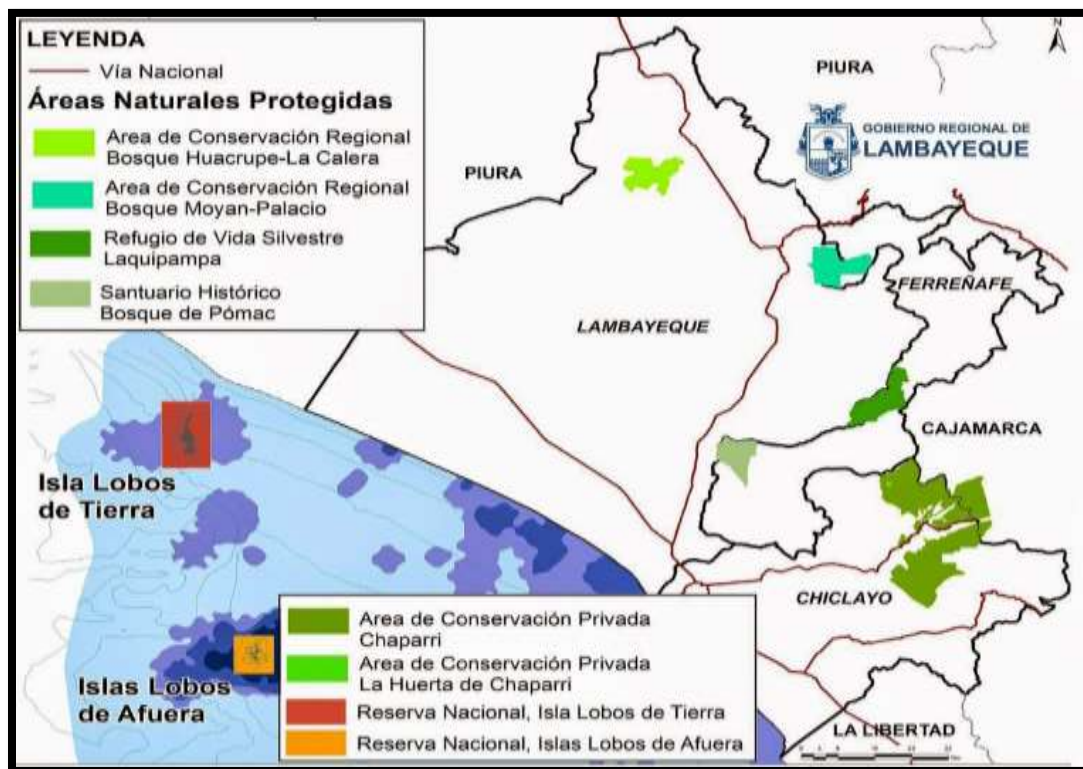 LEYENDA
Vía Nacional
Áreas Naturales Protegidas
Area de Conservación Regional
Bosque Huacrupe-La Calera
Area de Conservación Regional
Bosque Moyan-Palacio
Refugio de Vida Silvestre
Laquipampa
Santuario Histórico
Bosque de Pómac
N
PIURA
GOBIERNO REGIONAL DE
LAMBAYEQUE
PIURA
FERREÑAFE
LAMBAYEQUE
CAJAMARCA
Isla Lobos
de Tierra
CHICLAYO
Islas Lobos
de Afuera
Area de Conservación Privada
Chaparri
Area de Conservación Privada
La Huerta de Chaparri
Reserva Nacional, Isla Lobos de Tierra
Reserva Nacional, Islas Lobos de Afuera
LA LIBERTAD